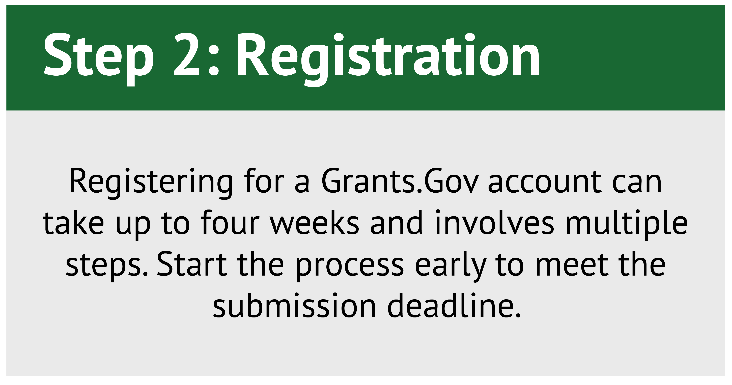 Step 2: Registration
Registering for a Grants.Gov account can
take up to four weeks and involves multiple
steps. Start the process early to meet the
submission deadline.